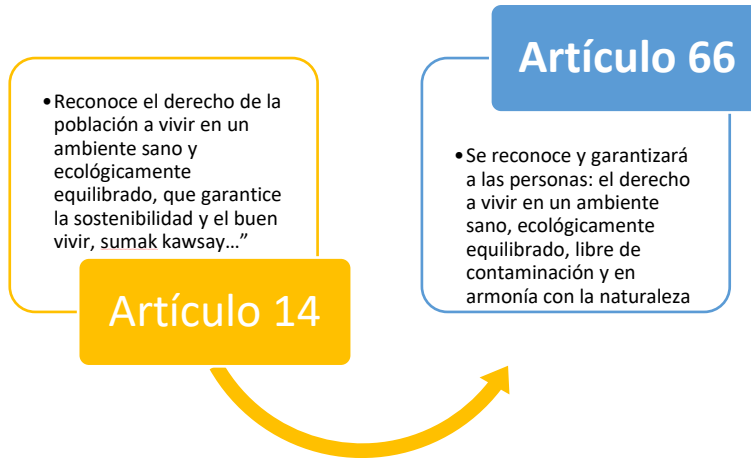 •Reconoce el derecho de la
población a vivir en un
ambiente sano y
ecológicamente
equilibrado, que garantice
la sostenibilidad y el buen
vivir, sumak kawsay…”
Artículo 14
Artículo 66
•Se reconoce y garantizará
a las personas: el derecho
a vivir en un ambiente
sano, ecológicamente
equilibrado, libre de
contaminación y en
armonía con la naturaleza